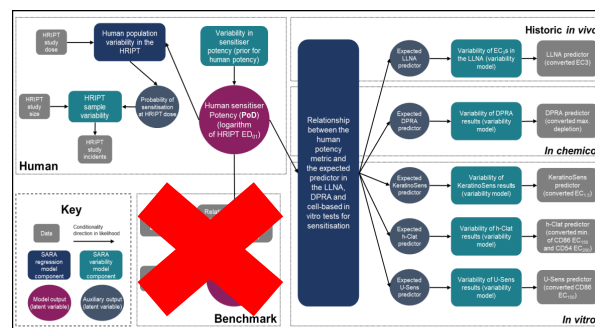 HRIPT
study
dose
Human population
variability in the
HRIPT
Variability in
sensitiser
potency (prior for
human potency)
HRIPT
study size
HRIPT
sample
variability
Probability of
sensitisation
at HRIPT dose
Human sensitiser
Potency (PoD)
(logarithm
of HRIPT ED01)
HRIPT
study
incidents
Human
Key
Data
Conditionality
direction in likelihood
SARA
regression model
component
SARA
variability
model component
Model output
(latent variable)
Auxiliary output
(latent variable)
Benchmark
Relationship
between the
human potency
metric and
the expected
predictor in
the LLNA,
DPRA and
cell-based in
vitro tests for
sensitisation
Historic in vivo
Expected
LLNA
predictor
Variability of EC3s in
the LLNA (variability
model)
LLNA predictor
(converted EC3)
Expected
DPRA
predictor
Variability of DPRA
results (variability
model)
DPRA predictor
(converted max.
depletion)
In chemico
Expected
KeratinoSens
predictor
Variability of
KeratinoSens results
(variability model)
KeratinoSens
predictor
(converted EC1.5)
Expected
h-Clat
predictor
Variability of h-Clat
results (variability
model)
h-Clat predictor
(converted min.
of CD86 EC150
and CD54 EC200)
Expected
U-Sens
predictor
Variability of U-Sens
results (variability
model)
U-Sens predictor
(converted CD86
EC150)
In vitro